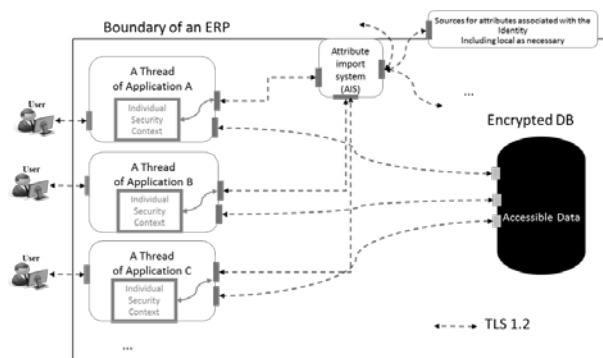 Boundary of an ERP
Sources for attributes associated with the
Identity
Including local as necessary
Attribute
import
system
(AIS)
...
A Thread
of Application A
Individual
Security
Context
User
Encrypted DB
A Thread
of Application B
Individual
Security
Context
User
Accessible Data
A Thread
of Application C
Individual
Security
Context
User
TLS 1.2
...